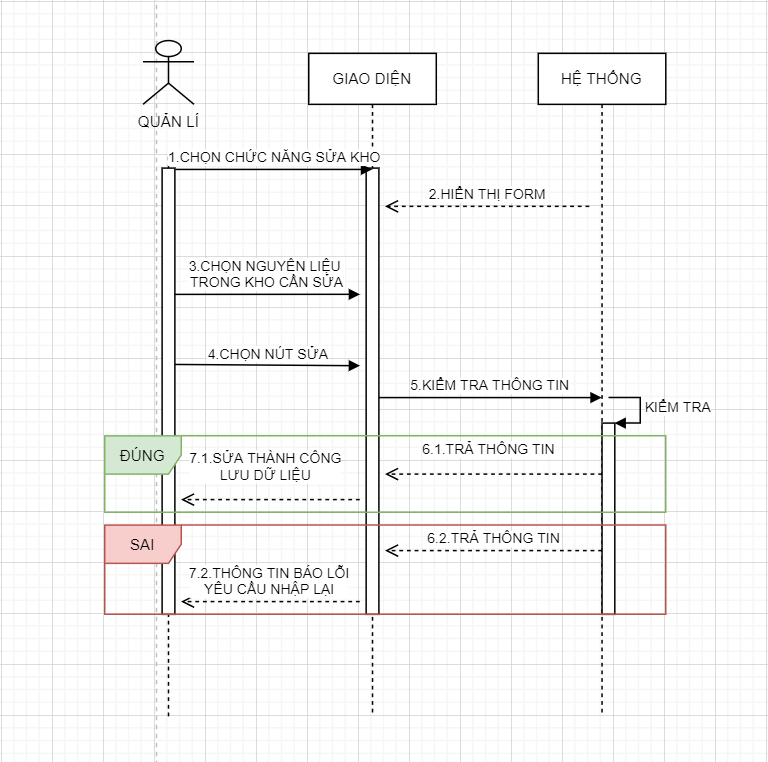 GIAO DIỆN
HỆ THỐNG
QUẢN LÍ
1.CHỌN CHỨC NĂNG SỬA KHO
2.HIỂN THỊ FORM
3.CHỌN NGUYÊN LIỆU
TRONG KHO CẦN SỬA
4.CHỌN NÚT SỬA
5.KIỂM TRA THÔNG TIN
KIỂM TRA
ĐÚNG
6.1.TRẢ THÔNG TIN
7.1.SỬA THÀNH CÔNG
LƯU DỮ LIỆU
SAI
6.2.TRẢ THÔNG TIN
7.2.THÔNG TIN BÁO LỖI
YÊU CẦU NHẬP LẠI